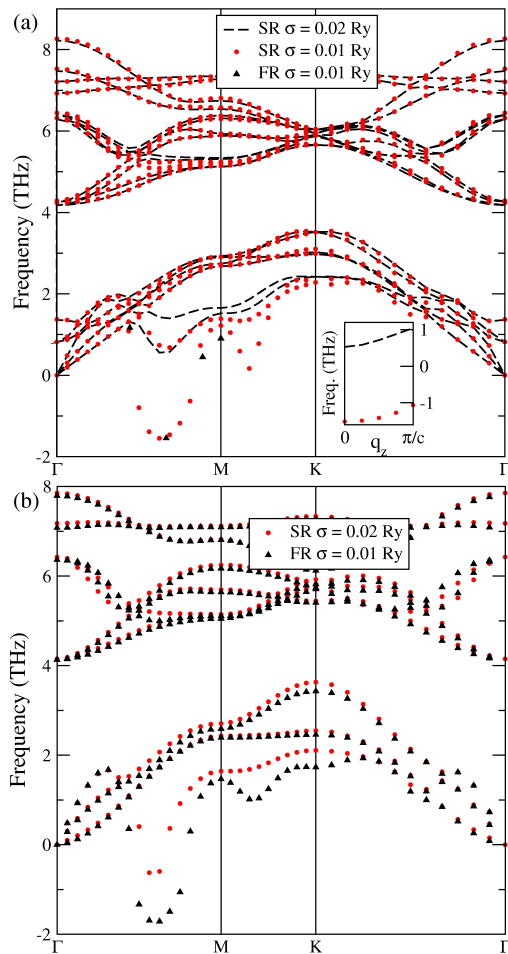 (a)
SR σ = 0.02 Ry
SR σ = 0.01 Ry
FR σ = 0.01 Ry
8
6
4
2
0
-2
Frequency (THz)
Γ
M
K
Γ
1
0
-1
Freq. (THz)
0
q_z
π/c
(b)
SR σ = 0.02 Ry
FR σ = 0.01 Ry
8
6
4
2
0
-2
Frequency (THz)
Γ
M
K
Γ